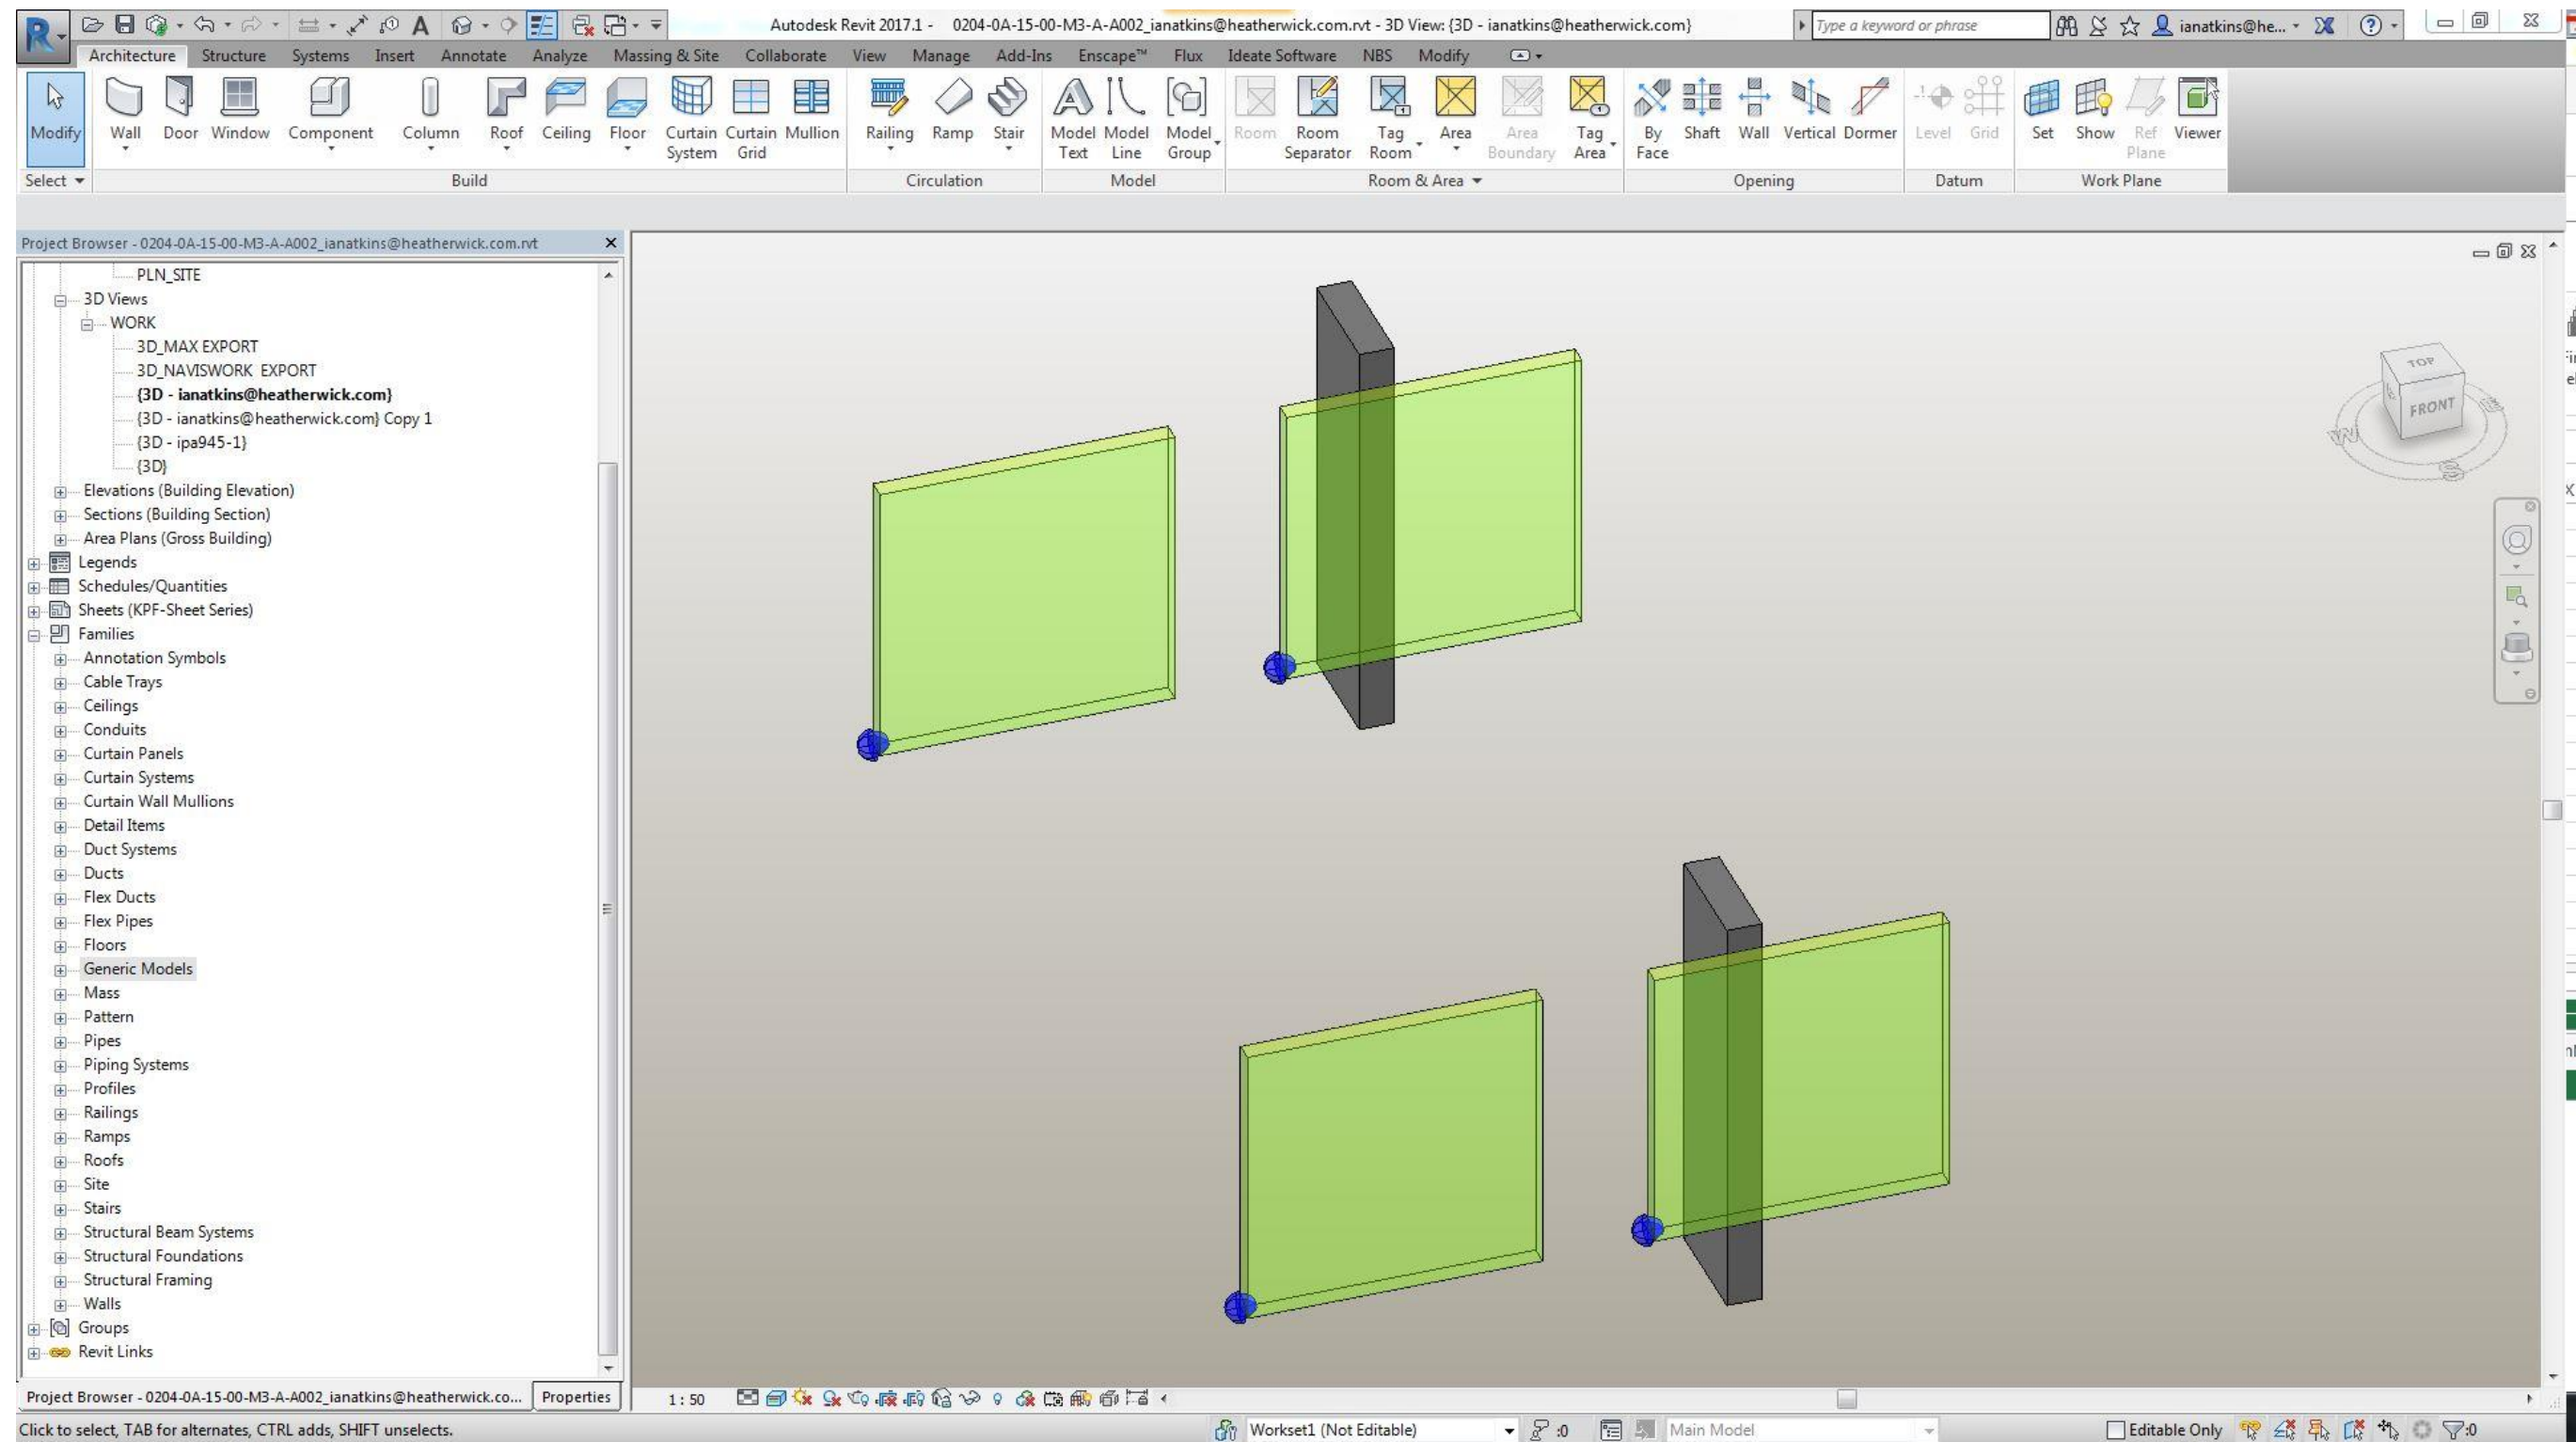 Autodesk Revit 2017.1 - 0204-0A-15-00-M3-A-A002_ianatkins@heatherwick.com.rvt - 3D View: {3D - ianatkins@heatherwick.com}
Type a keyword or phrase
ianatkins@he...
Architecture Structure Systems Insert Annotate Analyze Massing & Site Collaborate View Manage Add-Ins Enscape™ Flux Ideate Software NBS Modify
Modify Wall Door Window Component Column Roof Ceiling Floor Curtain System Curtain Grid Mullion Railing Ramp Stair Model Text Model Line Model Group Room Room Separator Tag Room Area Area Boundary Tag Area By Face Shaft Wall Vertical Dormer Level Grid Set Show Ref Plane Viewer
Select Build Circulation Model Room & Area Opening Datum Work Plane
Project Browser - 0204-0A-15-00-M3-A-A002_ianatkins@heatherwick.com.rvt
PLN_SITE
3D Views
WORK
3D_MAX EXPORT
3D_NAVISWORK EXPORT
{3D - ianatkins@heatherwick.com}
{3D - ianatkins@heatherwick.com} Copy 1
{3D - ipa945-1}
{3D}
Elevations (Building Elevation)
Sections (Building Section)
Area Plans (Gross Building)
Legends
Schedules/Quantities
Sheets (KPF-Sheet Series)
Families
Annotation Symbols
Cable Trays
Ceilings
Conduits
Curtain Panels
Curtain Systems
Curtain Wall Mullions
Detail Items
Duct Systems
Ducts
Flex Ducts
Flex Pipes
Floors
Generic Models
Mass
Pattern
Pipes
Piping Systems
Profiles
Railings
Ramps
Roofs
Site
Stairs
Structural Beam Systems
Structural Foundations
Structural Framing
Walls
Groups
Revit Links
TOP
FRONT
W
S
Project Browser - 0204-0A-15-00-M3-A-A002_ianatkins@heatherwick.co... Properties
1 : 50
Click to select, TAB for alternates, CTRL adds, SHIFT unselects.
Workset1 (Not Editable)
:0
Main Model
Editable Only
:0